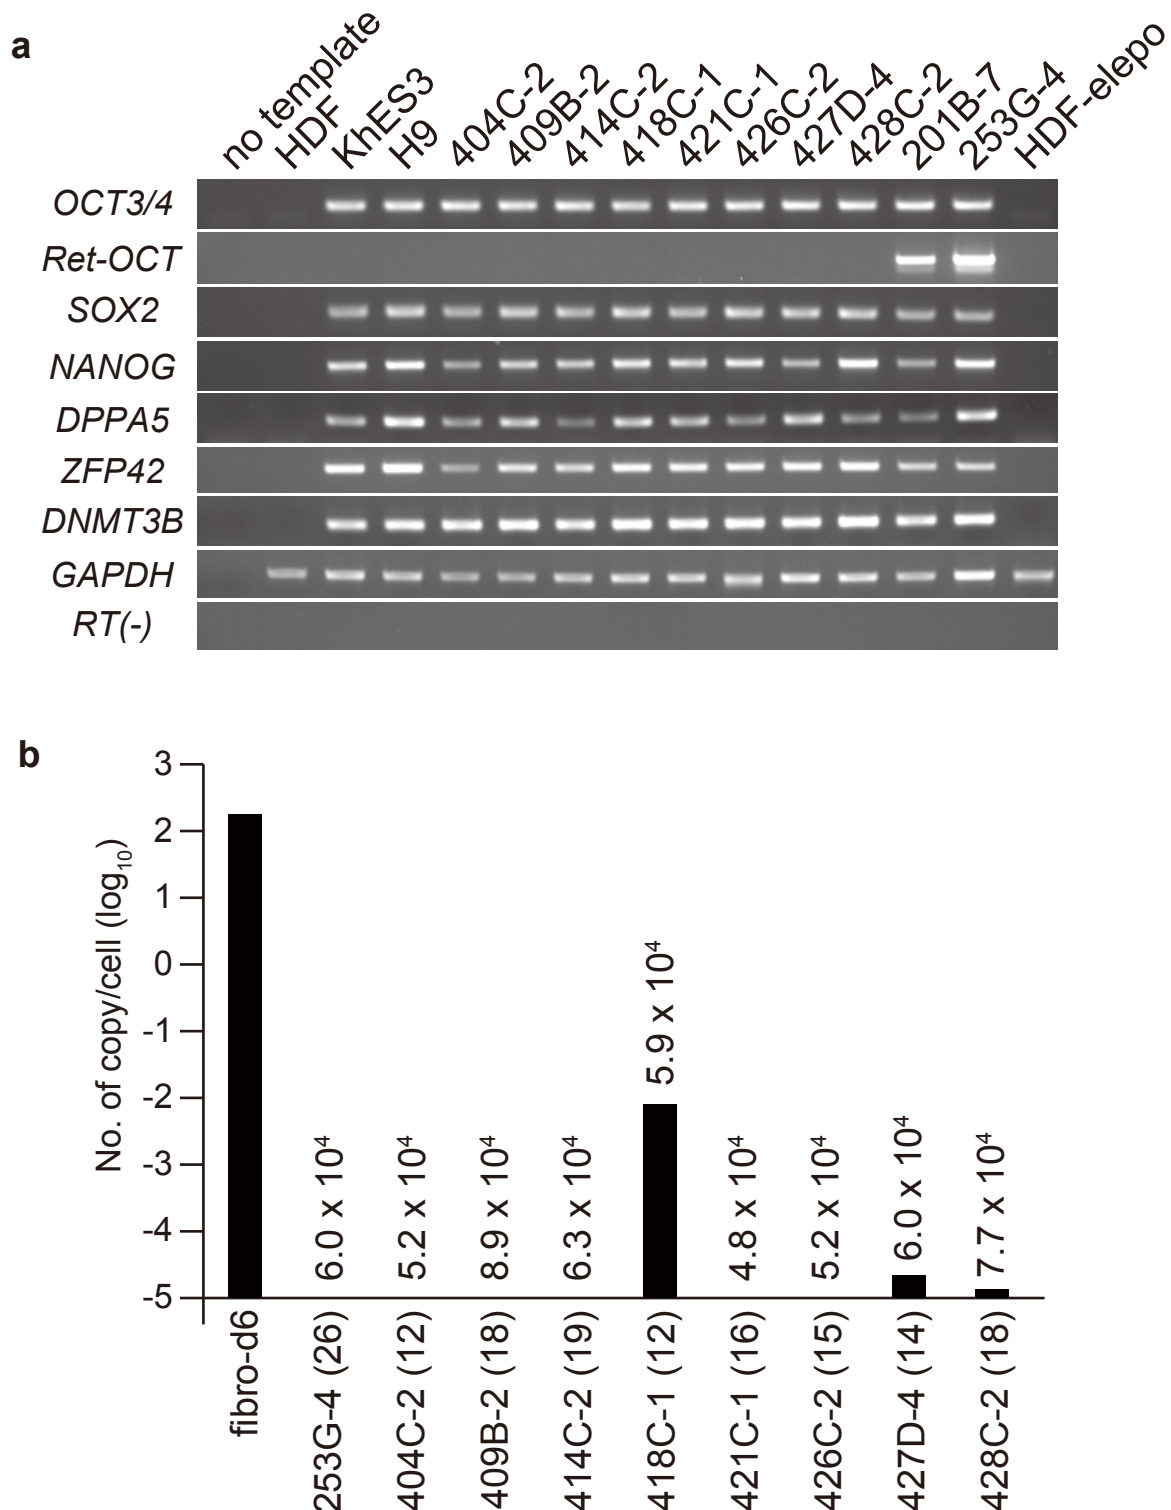 a
no template
HDF
KhES3
H9
404C-2
409B-2
414C-2
418C-1
421C-1
426C-2
427D-4
428C-2
201B-7
253G-4
HDF-elepo
OCT3/4
Ret-OCT
SOX2
NANOG
DPPA5
ZFP42
DNMT3B
GAPDH
RT(-)
b
No. of copy/cell (log₁₀)
3
2
1
0
-1
-2
-3
-4
-5
6.0 x 10⁴
5.2 x 10⁴
8.9 x 10⁴
6.3 x 10⁴
5.9 x 10⁴
4.8 x 10⁴
5.2 x 10⁴
6.0 x 10⁴
7.7 x 10⁴
fibro-d6
253G-4 (26)
404C-2 (12)
409B-2 (18)
414C-2 (19)
418C-1 (12)
421C-1 (16)
426C-2 (15)
427D-4 (14)
428C-2 (18)